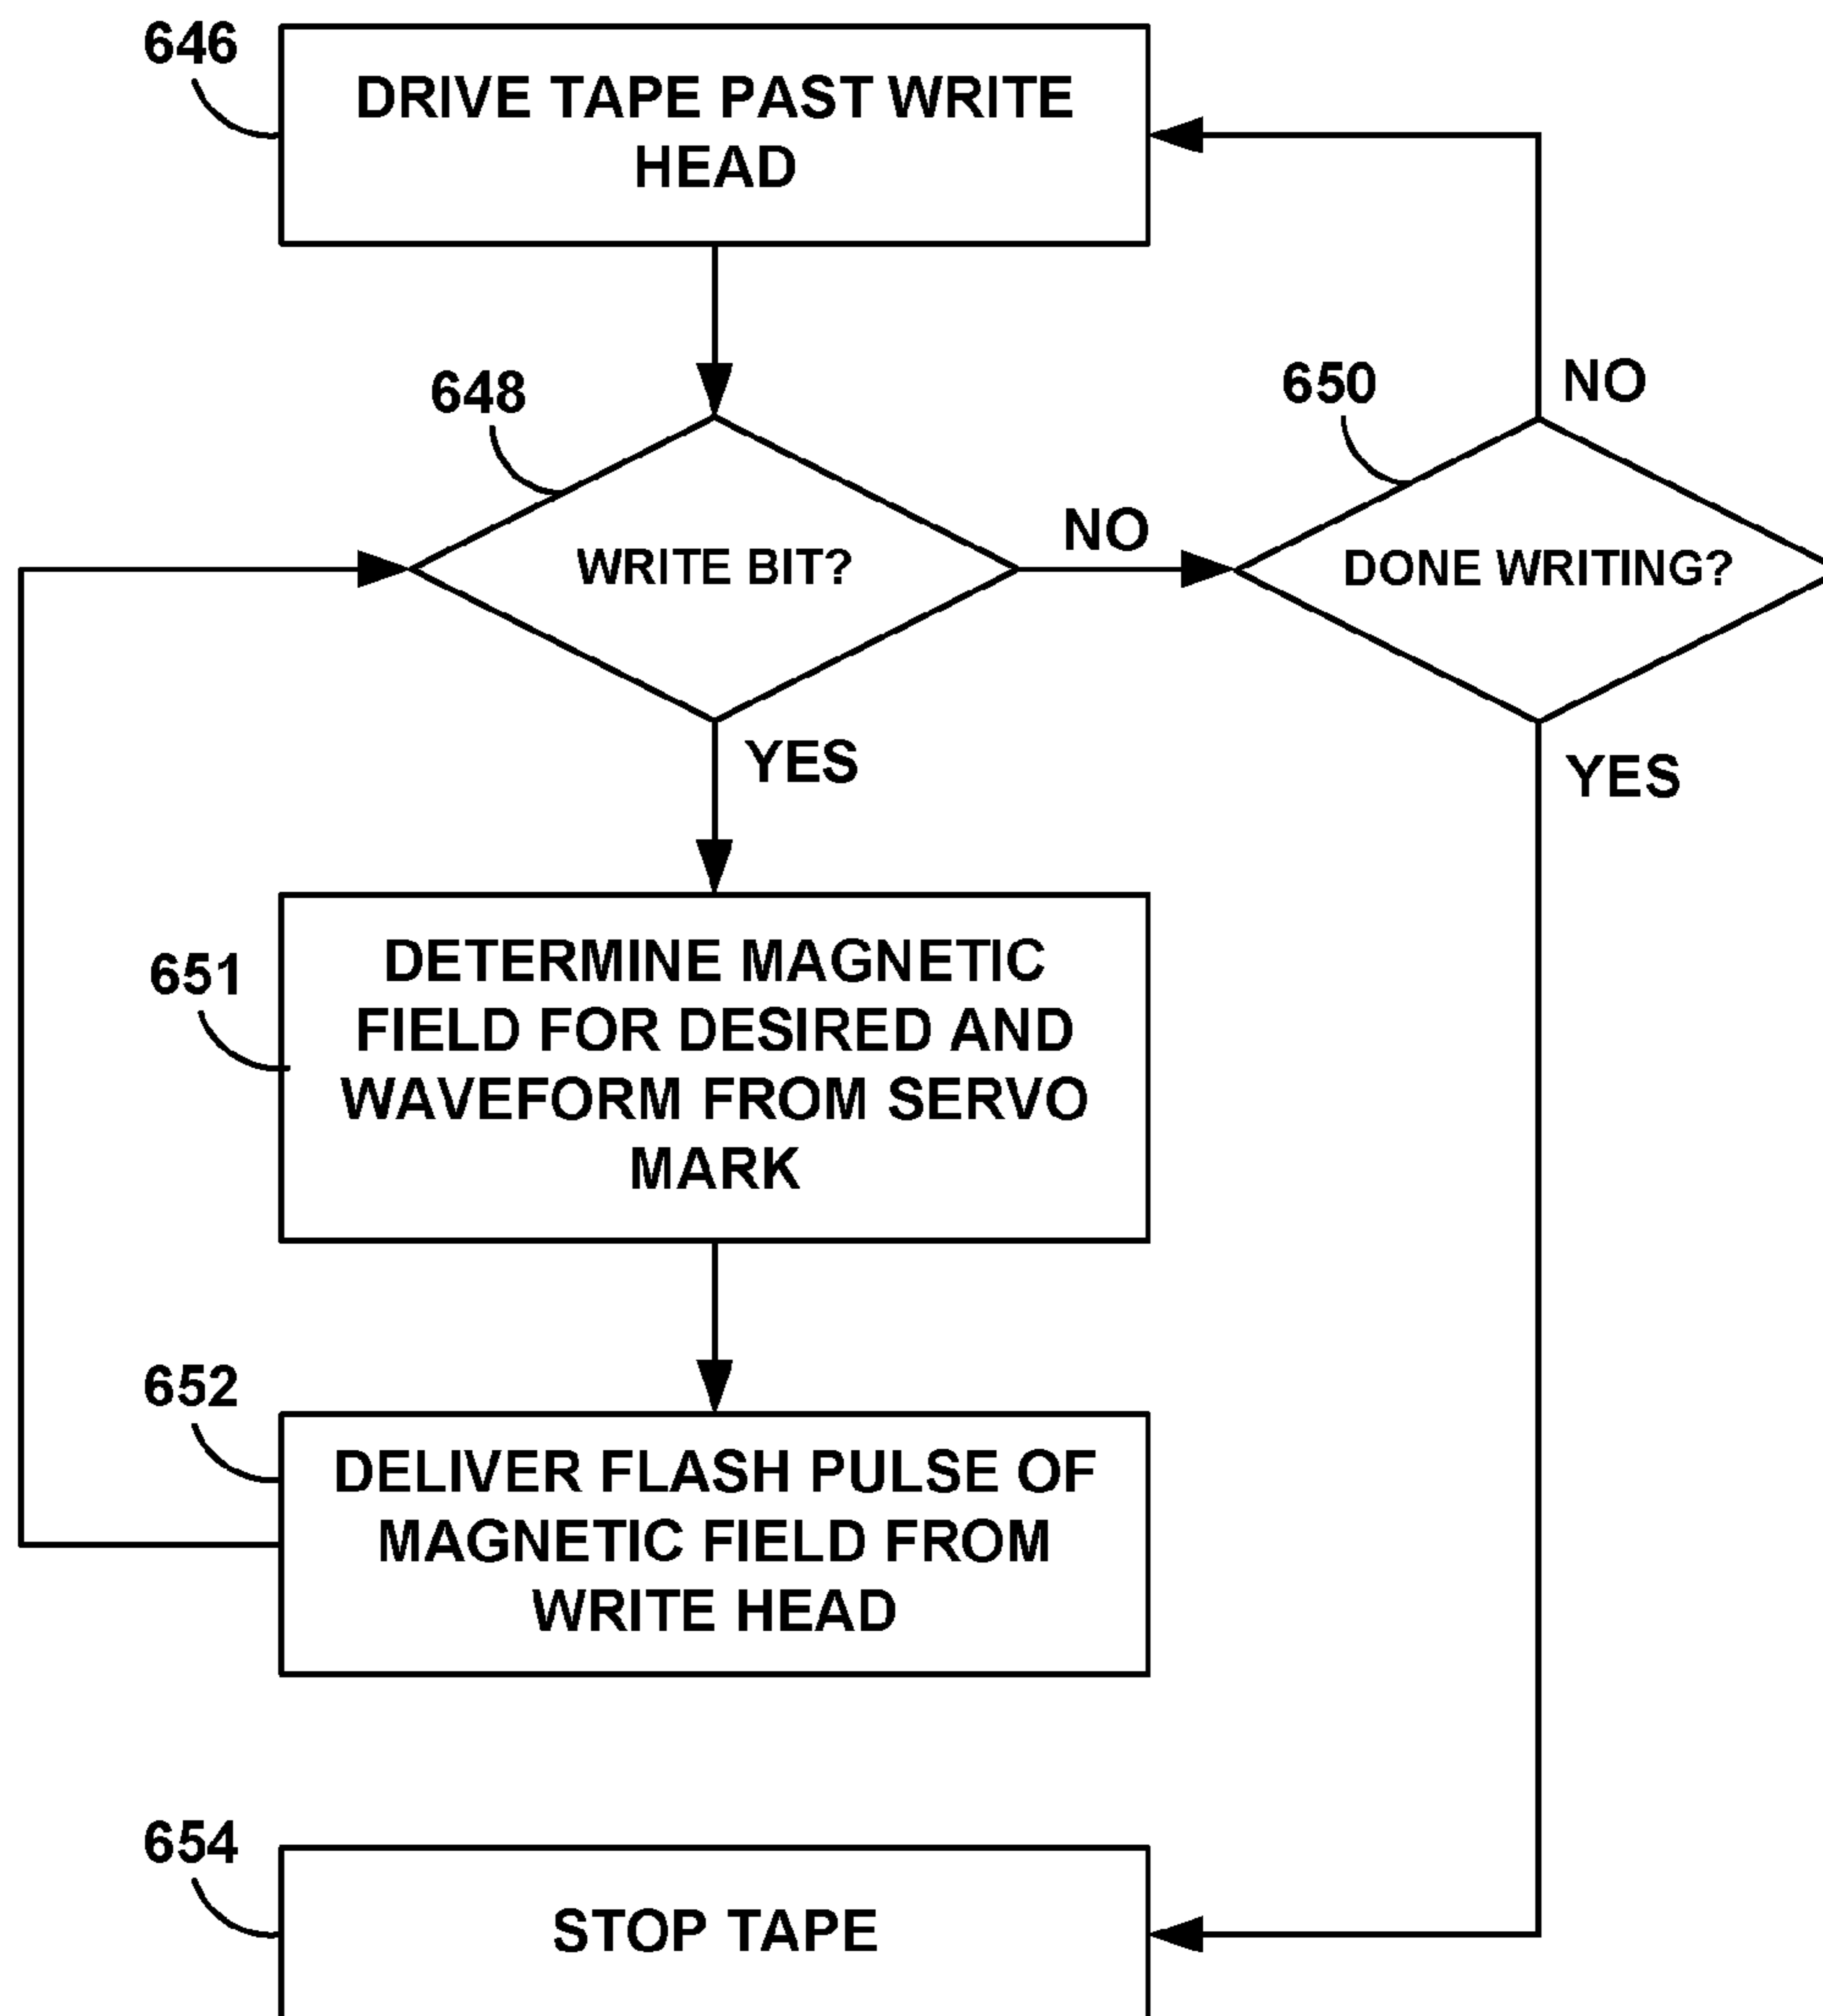 646
DRIVE TAPE PAST WRITE
HEAD
648
WRITE BIT?
NO
650
NO
DONE WRITING?
YES
YES
651
DETERMINE MAGNETIC
FIELD FOR DESIRED AND
WAVEFORM FROM SERVO
MARK
652
DELIVER FLASH PULSE OF
MAGNETIC FIELD FROM
WRITE HEAD
654
STOP TAPE